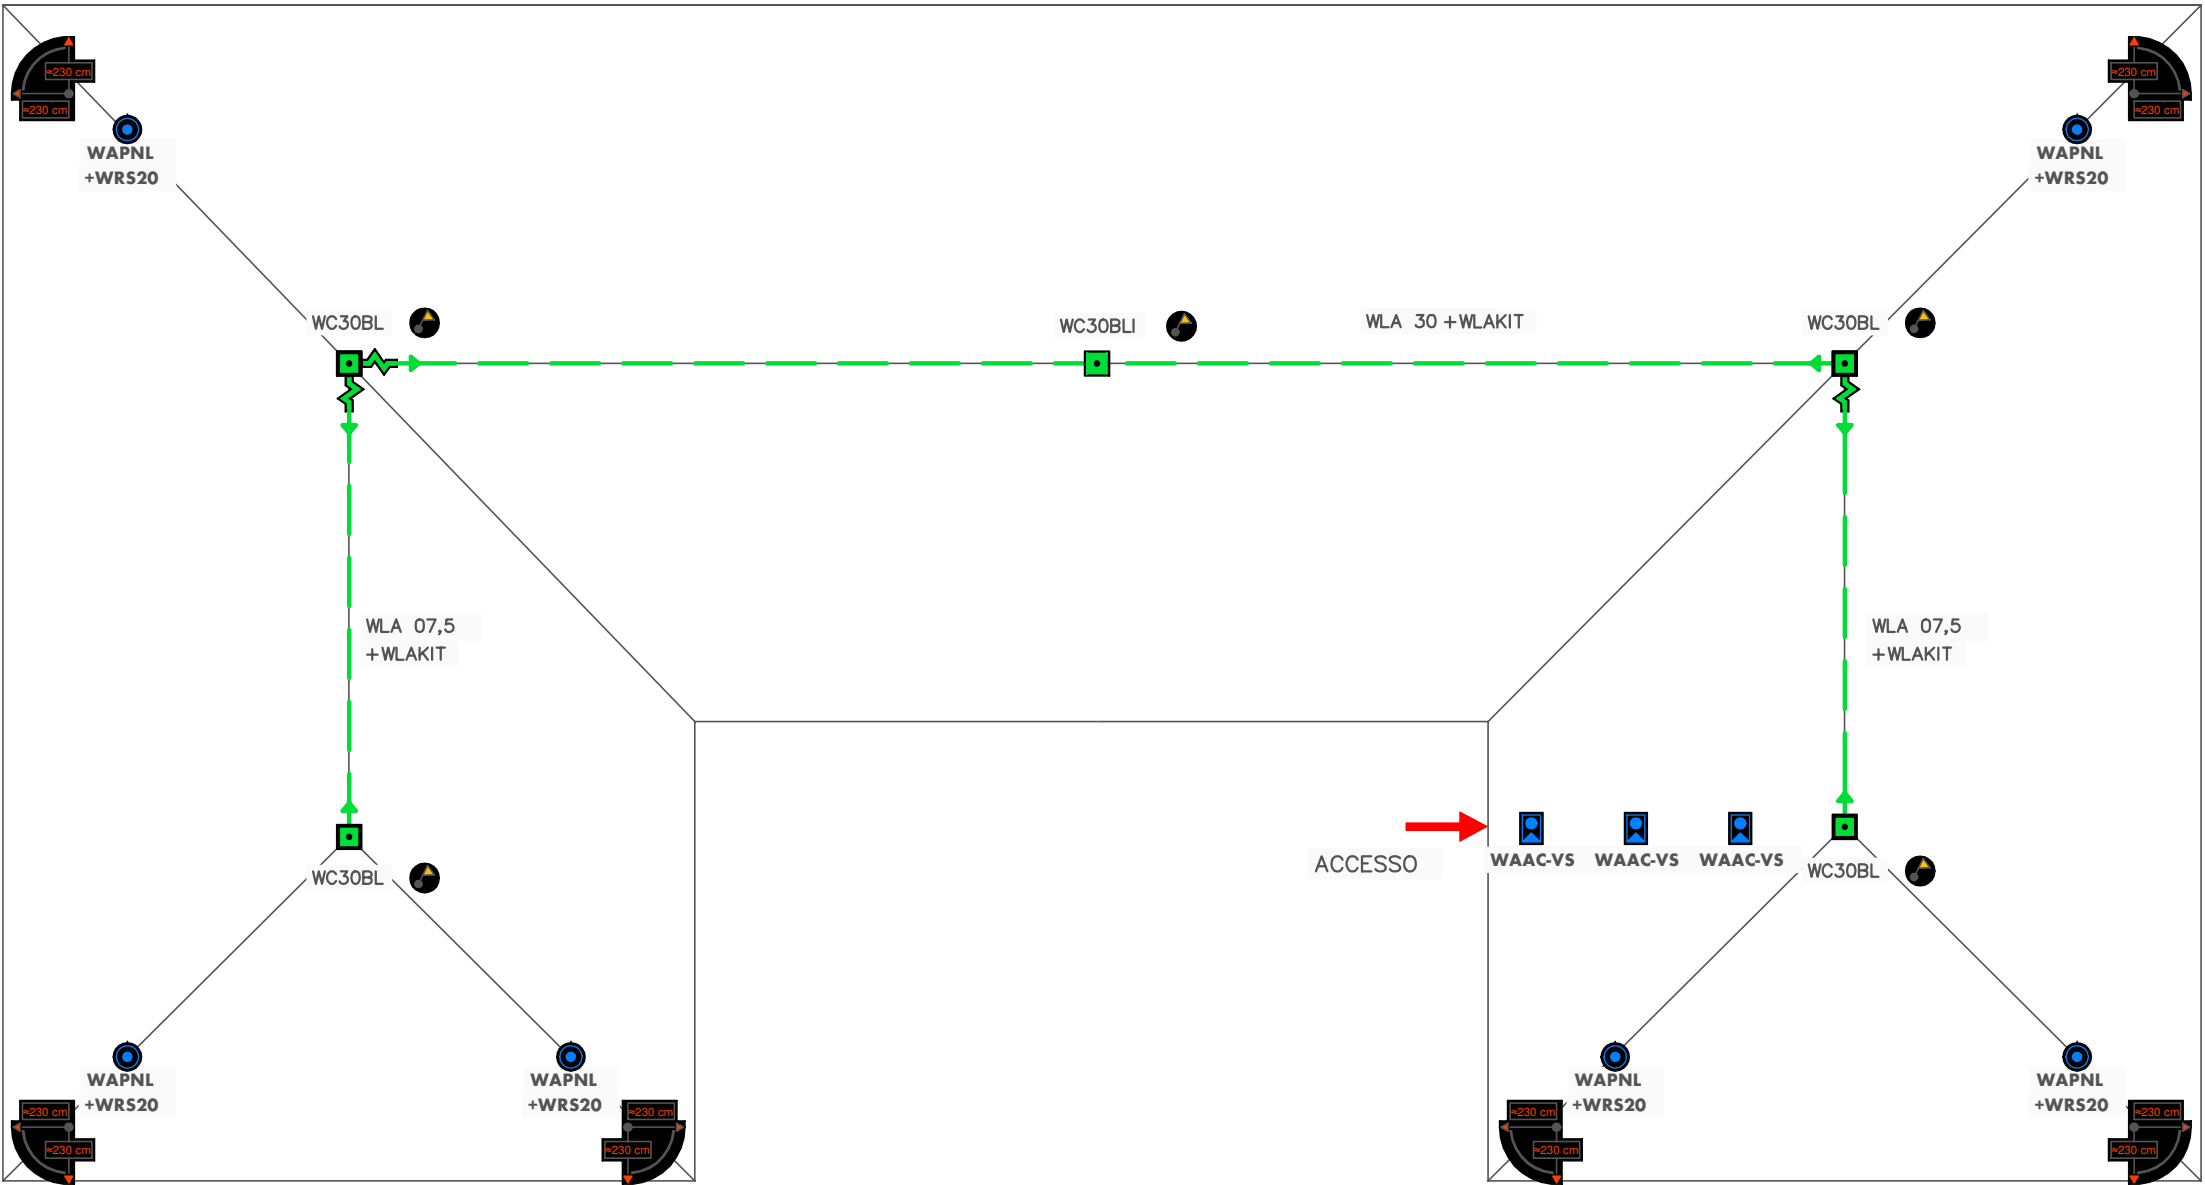 ≈230 cm
≈230 cm
≈230 cm
≈230 cm
WAPNL
+WRS20
WAPNL
+WRS20
WC30BL
WC30BLI
WLA 30 +WLAKIT
WC30BL
WLA 07,5
+WLAKIT
WLA 07,5
+WLAKIT
ACCESSO
WAAC-VS
WAAC-VS
WAAC-VS
WC30BL
WC30BL
WAPNL
+WRS20
WAPNL
+WRS20
WAPNL
+WRS20
WAPNL
+WRS20
≈230 cm
≈230 cm
≈230 cm
≈230 cm
≈230 cm
≈230 cm
≈230 cm
≈230 cm